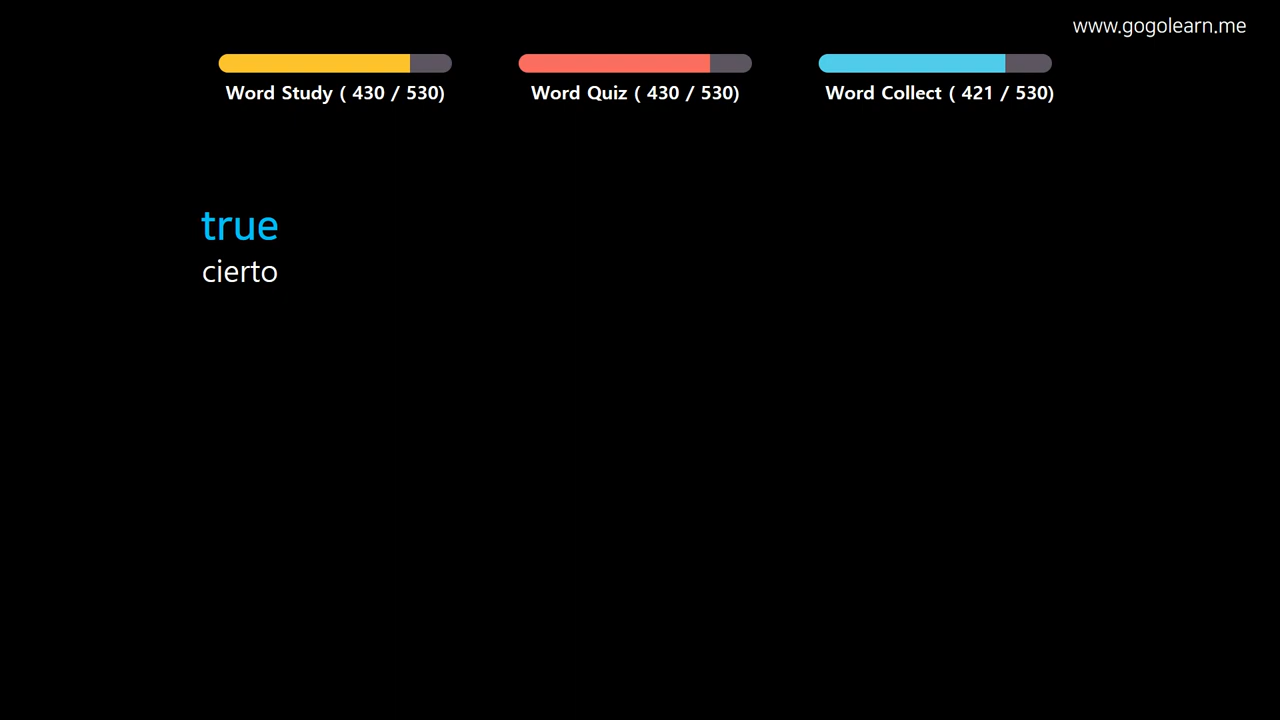 www.gogolearn.me
Word Study ( 430 / 530)
Word Quiz ( 430 / 530)
Word Collect ( 421 / 530)
true
cierto